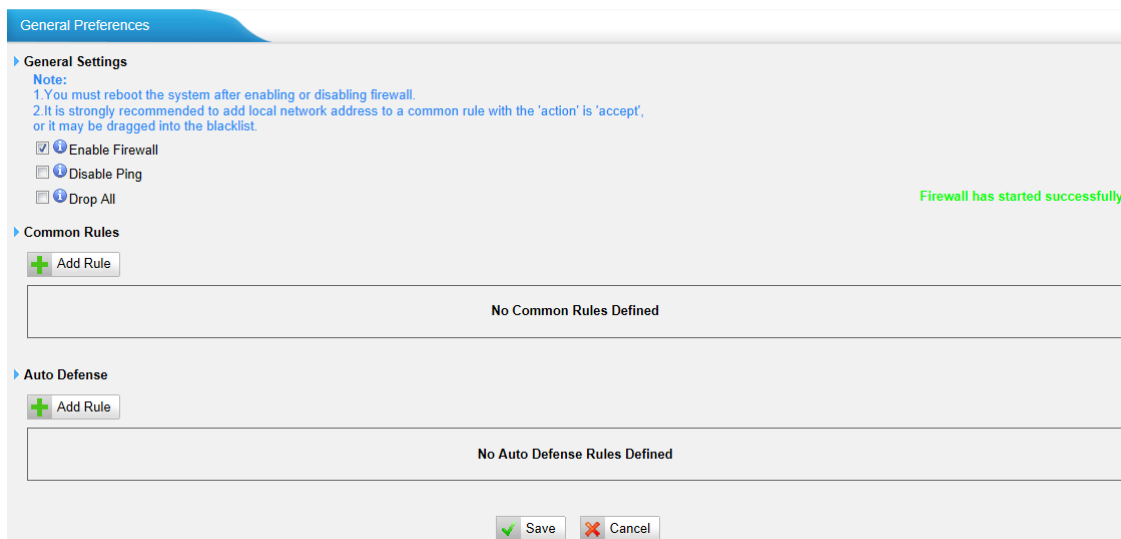 General Preferences
General Settings
Note:
1.You must reboot the system after enabling or disabling firewall.
2.It is strongly recommended to add local network address to a common rule with the 'action' is 'accept',
or it may be dragged into the blacklist.
Enable Firewall
Disable Ping
Drop All
Firewall has started successfully
Common Rules
Add Rule
No Common Rules Defined
Auto Defense
Add Rule
No Auto Defense Rules Defined
Save Cancel